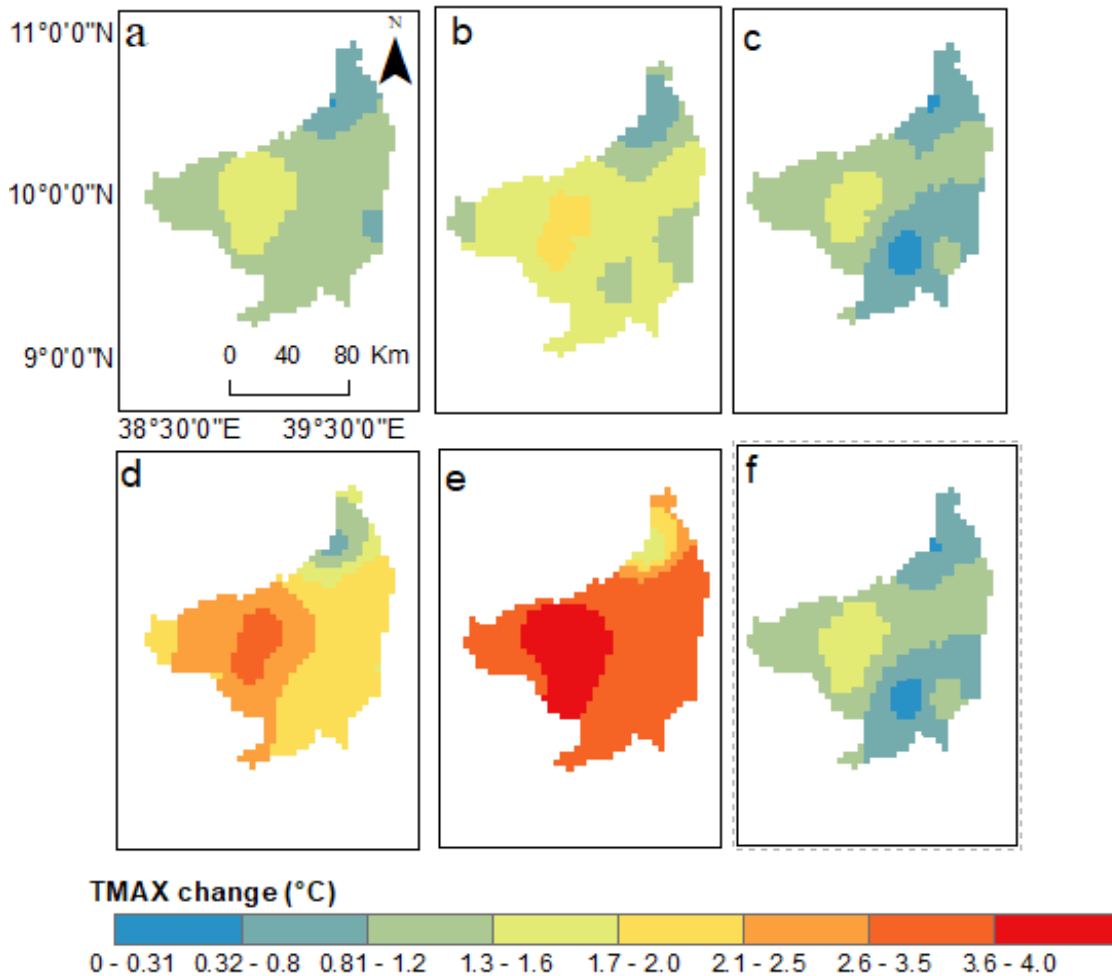 11°0'0"N
a
N
b
c
10°0'0"N
0 40 80 Km
9°0'0"N
38°30'0"E 39°30'0"E
d
e
f
TMAX change (°C)
0 - 0.31 0.32 - 0.8 0.81 - 1.2 1.3 - 1.6 1.7 - 2.0 2.1 - 2.5 2.6 - 3.5 3.6 - 4.0